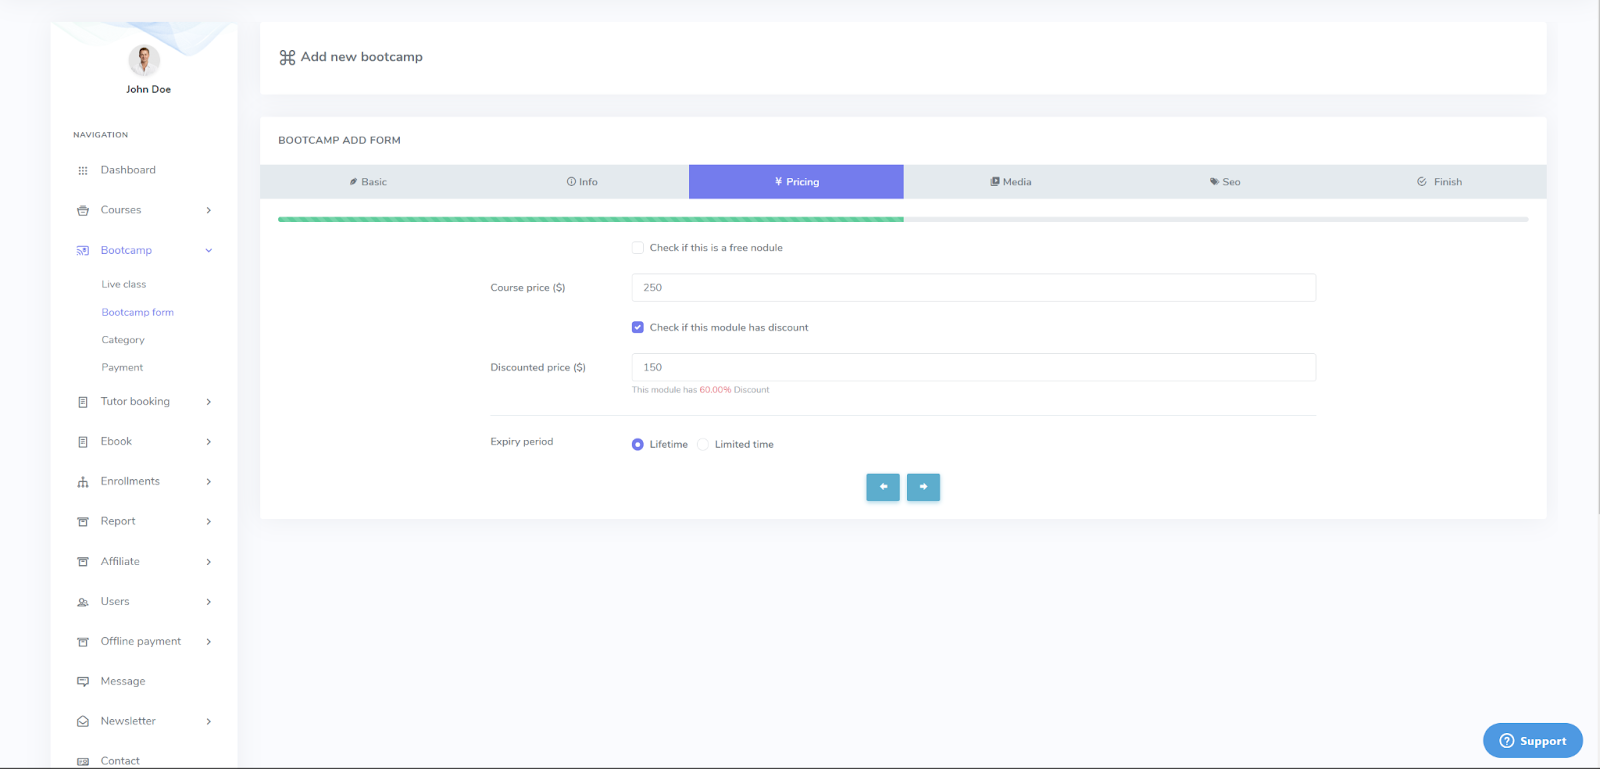 John Doe
NAVIGATION
Dashboard
Courses
Bootcamp
Live class
Bootcamp form
Category
Payment
Tutor booking
Ebook
Enrollments
Report
Affiliate
Users
Offline payment
Message
Newsletter
Contact
Add new bootcamp
BOOTCAMP ADD FORM
Basic
Info
¥ Pricing
Media
Seo
Finish
Check if this is a free nodule
Course price ($)
250
Check if this module has discount
Discounted price ($)
150
This module has 60.00% Discount
Expiry period
Lifetime
Limited time
Support